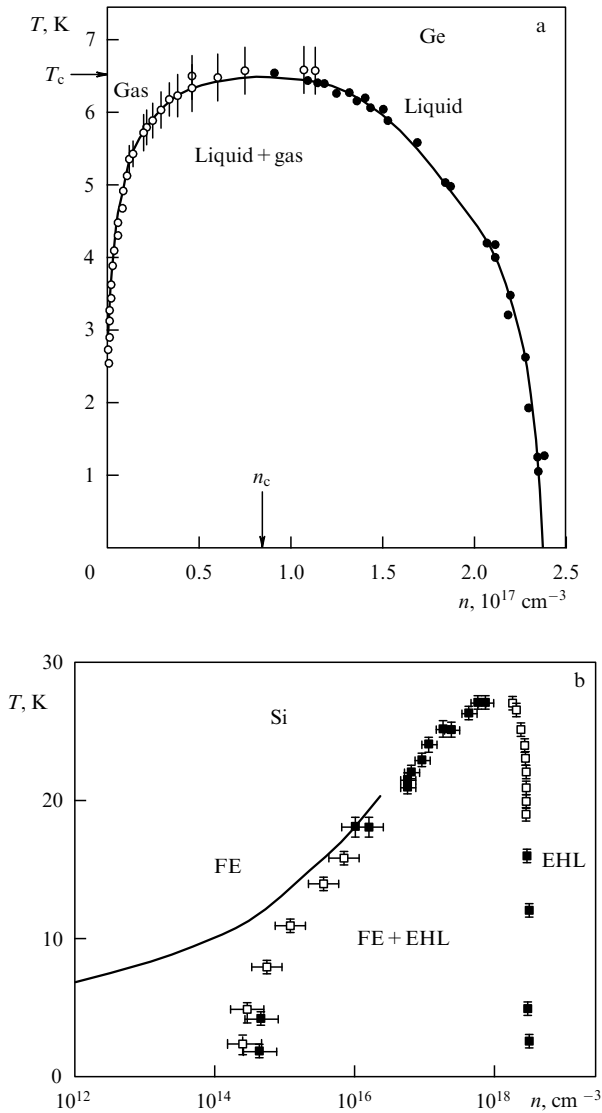 T, K
Ge
a
7
T_c
Gas
6
Liquid
Liquid + gas
5
4
3
2
n_c
1
0
0.5
1.0
1.5
2.0
2.5
n, 10^17 cm^−3
30
b
T, K
Si
20
FE
EHL
FE + EHL
10
0
10^12
10^14
10^16
10^18
n, cm^−3